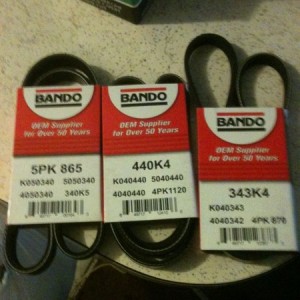 BANDO
OEM Supplier
for Over
50 Years
5PK 865
K050340 5050340
4050340 340K5
BANDO
OEM Supplier
for Over
50 Years
440K4
K040440 5040440
4040440 4PK1120
BANDO
OEM Supplier
for Over
50 Years
343K4
K040343
4040342 4PK 870